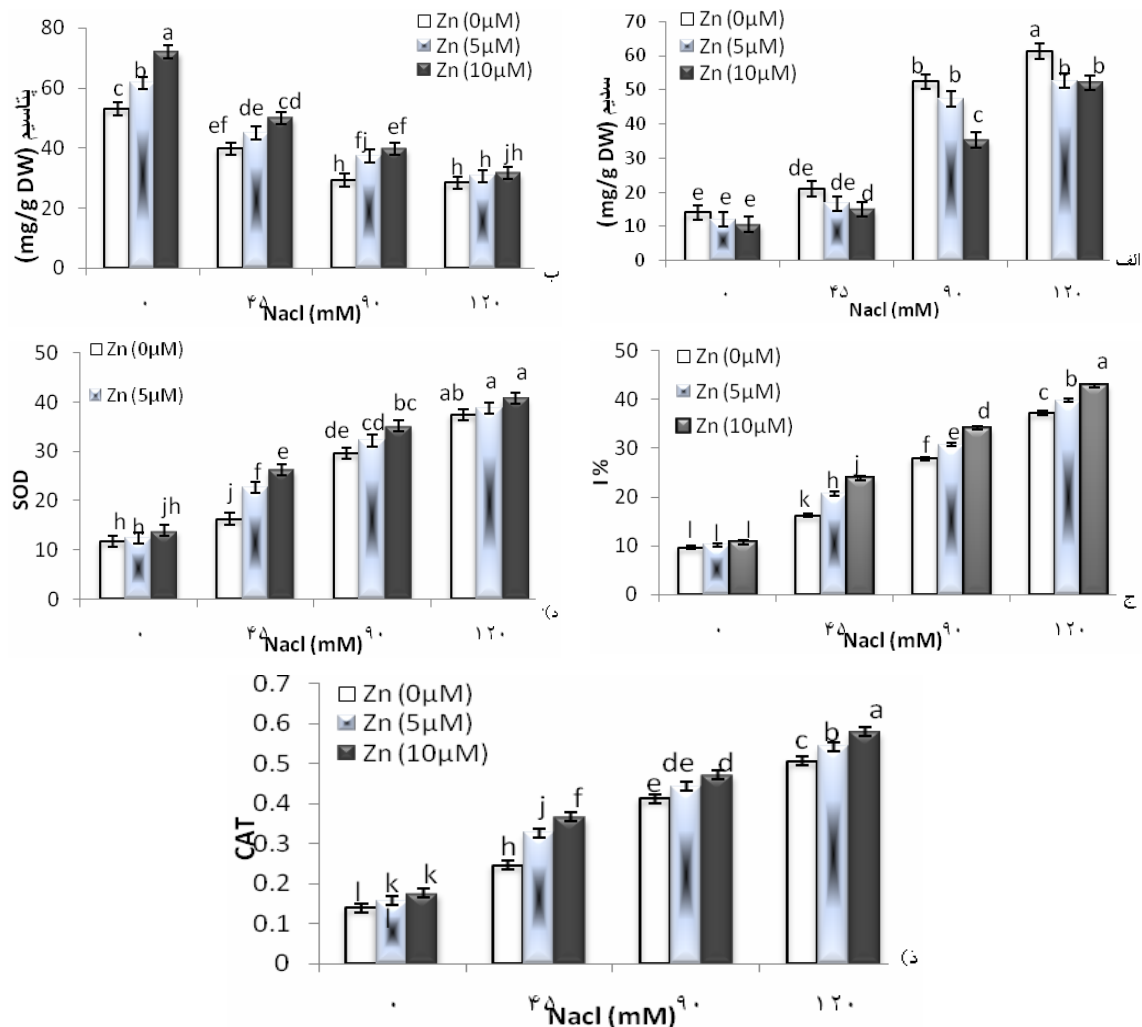 Zn (0µM)
Zn (5µM)
Zn (10µM)
پتاسیم (mg/g DW)
80
60
40
20
0
c b a
ef de cd
h fj ef
h h jh
۰ ۴۵ ۹۰ ۱۲۰
Nacl (mM)
ب
Zn (0µM)
Zn (5µM)
Zn (10µM)
سدیم (mg/g DW)
70
60
50
40
30
20
10
0
e e e
de de d
b b c
a b b
۰ ۴۵ ۹۰ ۱۲۰
Nacl (mM)
الف
Zn (0µM)
Zn (5µM)
SOD
50
40
30
20
10
0
h h jh
j f e
de cd bc
ab a a
۰ ۴۵ ۹۰ ۱۲۰
Nacl (mM)
د)
Zn (0µM)
Zn (5µM)
Zn (10µM)
I%
50
40
30
20
10
0
l l l
k h j
f e d
c b a
۰ ۴۵ ۹۰ ۱۲۰
Nacl (mM)
ج
Zn (0µM)
Zn (5µM)
Zn (10µM)
CAT
0.7
0.6
0.5
0.4
0.3
0.2
0.1
0
l k l k
h j f
e de d
c b a
۰ ۴۵ ۹۰ ۱۲۰
Nacl (mM)
ذ)